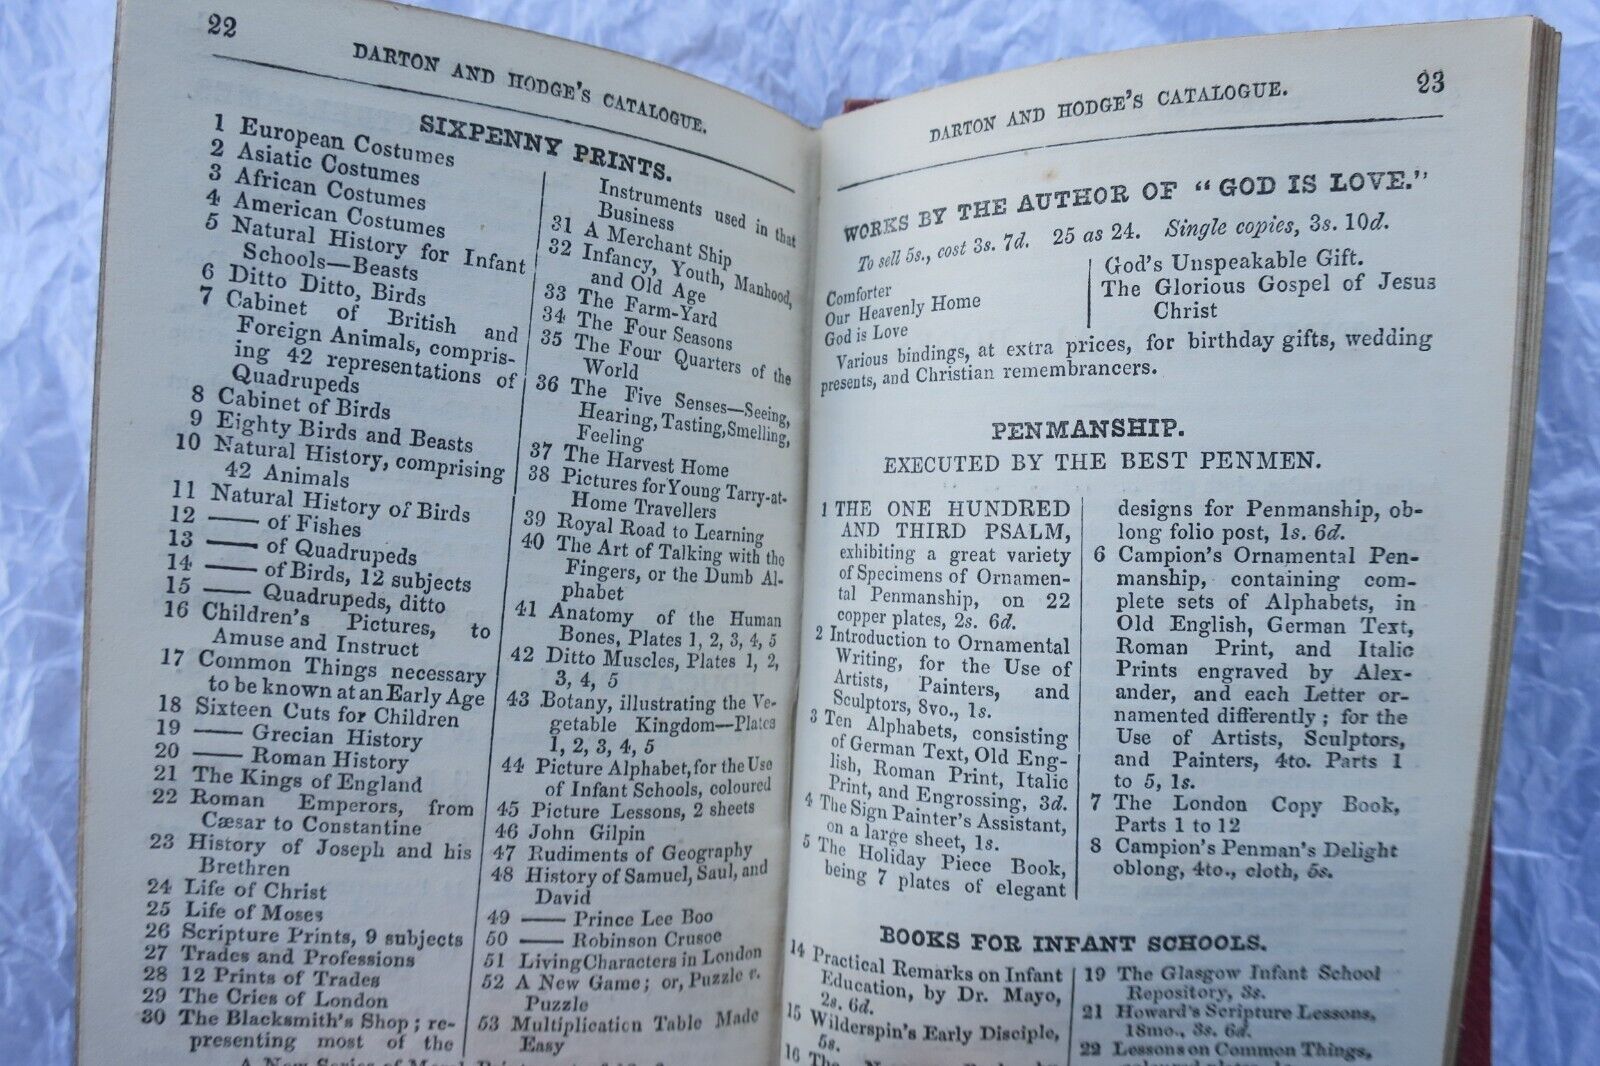 22
DARTON AND HODGE'S CATALOGUE.
SIXPENNY PRINTS.
1 European Costumes
2 Asiatic Costumes
3 African Costumes
4 American Costumes
5 Natural History for Infant
Schools—Beasts
6 Ditto Ditto, Birds
7 Cabinet of British and
Foreign Animals, compris-
ing 42 representations of
Quadrupeds
8 Cabinet of Birds
9 Eighty Birds and Beasts
10 Natural History, comprising
42 Animals
11 Natural History of Birds
12 —— of Fishes
13 —— of Quadrupeds
14 —— of Birds, 12 subjects
15 —— Quadrupeds, ditto
16 Children's Pictures, to
Amuse and Instruct
17 Common Things necessary
to be known at an Early Age
18 Sixteen Cuts for Children
19 —— Grecian History
20 —— Roman History
21 The Kings of England
22 Roman Emperors, from
Cæsar to Constantine
23 History of Joseph and his
Brethren
24 Life of Christ
25 Life of Moses
26 Scripture Prints, 9 subjects
27 Trades and Professions
28 12 Prints of Trades
29 The Cries of London
30 The Blacksmith's Shop; re-
presenting most of the
Instruments used in that
Business
31 A Merchant Ship
32 Infancy, Youth, Manhood,
and Old Age
33 The Farm-Yard
34 The Four Seasons
35 The Four Quarters of the
World
36 The Five Senses—Seeing,
Hearing, Tasting, Smelling,
Feeling
37 The Harvest Home
38 Pictures for Young Tarry-at-
Home Travellers
39 Royal Road to Learning
40 The Art of Talking with the
Fingers, or the Dumb Al-
phabet
41 Anatomy of the Human
Bones, Plates 1, 2, 3, 4, 5
42 Ditto Muscles, Plates 1, 2,
3, 4, 5
43 Botany, illustrating the Ve-
getable Kingdom—Plates
1, 2, 3, 4, 5
44 Picture Alphabet, for the Use
of Infant Schools, coloured
45 Picture Lessons, 2 sheets
46 John Gilpin
47 Rudiments of Geography
48 History of Samuel, Saul, and
David
49 —— Prince Lee Boo
50 —— Robinson Crusoe
51 Living Characters in London
52 A New Game; or, Puzzle v.
Puzzle
53 Multiplication Table Made
Easy
A New Series of
23
DARTON AND HODGE'S CATALOGUE.
WORKS BY THE AUTHOR OF "GOD IS LOVE."
To sell 5s., cost 3s. 7d. 25 as 24. Single copies, 3s. 10d.
Comforter
Our Heavenly Home
God is Love
God's Unspeakable Gift.
The Glorious Gospel of Jesus
Christ
Various bindings, at extra prices, for birthday gifts, wedding
presents, and Christian remembrancers.
PENMANSHIP.
EXECUTED BY THE BEST PENMEN.
1 THE ONE HUNDRED
AND THIRD PSALM,
exhibiting a great variety
of Specimens of Ornamen-
tal Penmanship, on 22
copper plates, 2s. 6d.
2 Introduction to Ornamental
Writing, for the Use of
Artists, Painters, and
Sculptors, 8vo., 1s.
3 Ten Alphabets, consisting
of German Text, Old Eng-
lish, Roman Print, Italic
Print, and Engrossing, 3d.
4 The Sign Painter's Assistant,
on a large sheet, 1s.
5 The Holiday Piece Book,
being 7 plates of elegant
designs for Penmanship, ob-
long folio post, 1s. 6d.
6 Campion's Ornamental Pen-
manship, containing com-
plete sets of Alphabets, in
Old English, German Text,
Roman Print, and Italic
Prints engraved by Alex-
ander, and each Letter or-
namented differently; for the
Use of Artists, Sculptors,
and Painters, 4to. Parts 1
to 5, 1s.
7 The London Copy Book,
Parts 1 to 12
8 Campion's Penman's Delight
oblong, 4to., cloth, 5s.
BOOKS FOR INFANT SCHOOLS.
14 Practical Remarks on Infant
Education, by Dr. Mayo,
2s. 6d.
15 Wilderspin's Early Disciple,
5s.
16 The
19 The Glasgow Infant School
Repository, 3s.
21 Howard's Scripture Lessons,
18mo., 3s. 6d.
22 Lessons on Common Things,